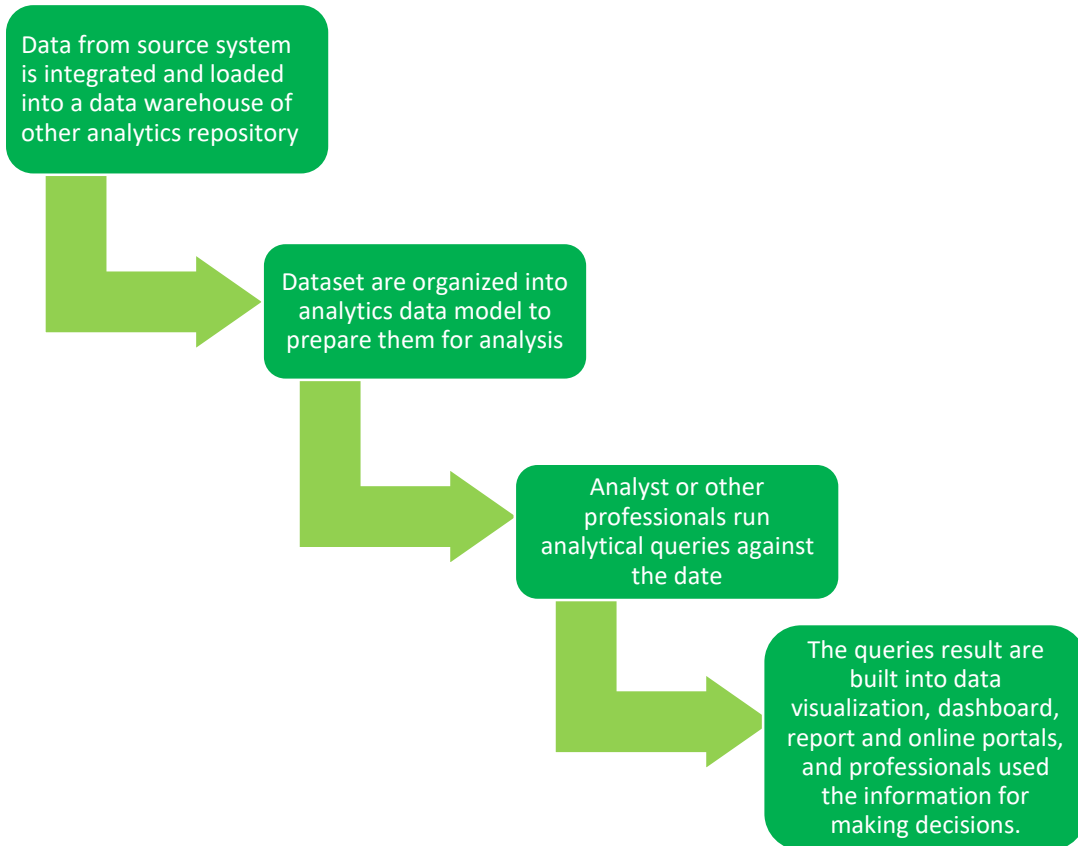 Data from source system
is integrated and loaded
into a data warehouse of
other analytics repository
Dataset are organized into
analytics data model to
prepare them for analysis
Analyst or other
professionals run
analytical queries against
the date
The queries result are
built into data
visualization, dashboard,
report and online portals,
and professionals used
the information for
making decisions.